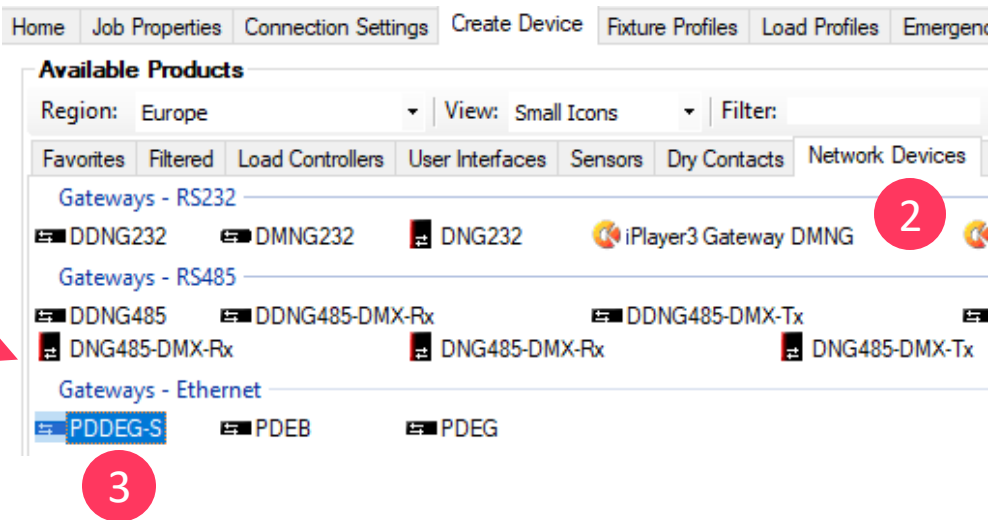 Home Job Properties Connection Settings Create Device Fixture Profiles Load Profiles
Available Products
Region: Europe View: Small Icons Filter:
Favorites Filtered Load Controllers User Interfaces Sensors Dry Contacts Network Devices
2
Gateways - RS232
DDNG232 DMNG232 DNG232 iPlayer3 Gateway DMNG
Gateways - RS485
DDNG485 DDNG485-DMX-Rx DDNG485-DMX-Tx
DNG485-DMX-Rx DNG485-DMX-Rx DNG485-DMX-Tx
Gateways - Ethernet
PDDEG-S PDEB PDEG
3